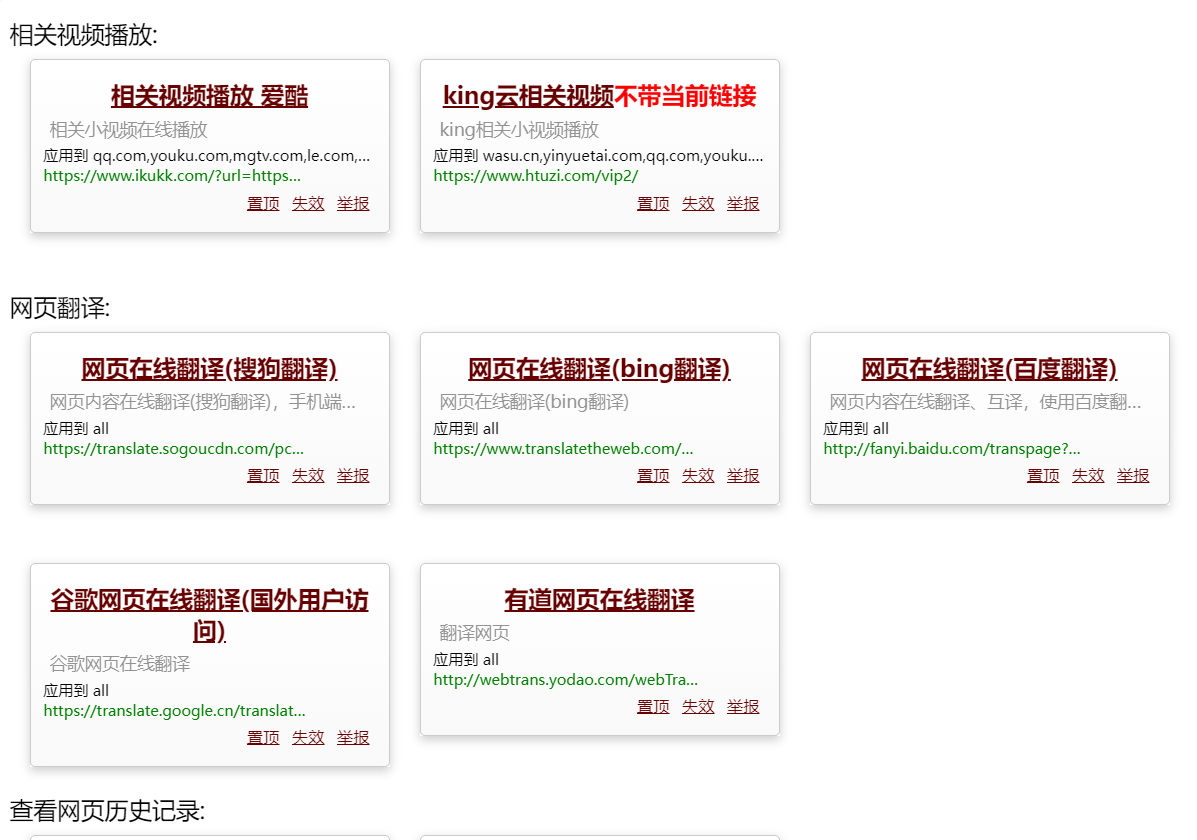 相关视频播放:
相关视频播放 爱酷
相关小视频在线播放
应用到 qq.com,youku.com,mgtv.com,le.com,...
https://www.ikukk.com/?url=https...
置顶 失效 举报
king云相关视频不带当前链接
king相关小视频播放
应用到 wasu.cn,yinyuetai.com,qq.com,youku....
https://www.htuzi.com/vip2/
置顶 失效 举报
网页翻译:
网页在线翻译(搜狗翻译)
网页内容在线翻译(搜狗翻译)，手机端...
应用到 all
https://translate.sogoucdn.com/pc...
置顶 失效 举报
网页在线翻译(bing翻译)
网页在线翻译(bing翻译)
应用到 all
https://www.translatetheweb.com/...
置顶 失效 举报
网页在线翻译(百度翻译)
网页内容在线翻译、互译，使用百度翻...
应用到 all
http://fanyi.baidu.com/transpage?...
置顶 失效 举报
谷歌网页在线翻译(国外用户访
问)
谷歌网页在线翻译
应用到 all
https://translate.google.cn/translat...
置顶 失效 举报
有道网页在线翻译
翻译网页
应用到 all
http://webtrans.yodao.com/webTra...
置顶 失效 举报
查看网页历史记录: